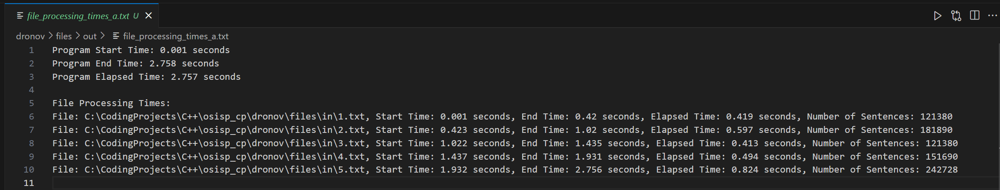 file_processing_times_a.txt U
dronov > files > out > file_processing_times_a.txt
1 Program Start Time: 0.001 seconds
2 Program End Time: 2.758 seconds
3 Program Elapsed Time: 2.757 seconds
4
5 File Processing Times:
6 File: C:\CodingProjects\C++\osisp_cp\dronov\files\in\1.txt, Start Time: 0.001 seconds, End Time: 0.42 seconds, Elapsed Time: 0.419 seconds, Number of Sentences: 121380
7 File: C:\CodingProjects\C++\osisp_cp\dronov\files\in\2.txt, Start Time: 0.423 seconds, End Time: 1.02 seconds, Elapsed Time: 0.597 seconds, Number of Sentences: 181890
8 File: C:\CodingProjects\C++\osisp_cp\dronov\files\in\3.txt, Start Time: 1.022 seconds, End Time: 1.435 seconds, Elapsed Time: 0.413 seconds, Number of Sentences: 121380
9 File: C:\CodingProjects\C++\osisp_cp\dronov\files\in\4.txt, Start Time: 1.437 seconds, End Time: 1.931 seconds, Elapsed Time: 0.494 seconds, Number of Sentences: 151690
10 File: C:\CodingProjects\C++\osisp_cp\dronov\files\in\5.txt, Start Time: 1.932 seconds, End Time: 2.756 seconds, Elapsed Time: 0.824 seconds, Number of Sentences: 242728
11